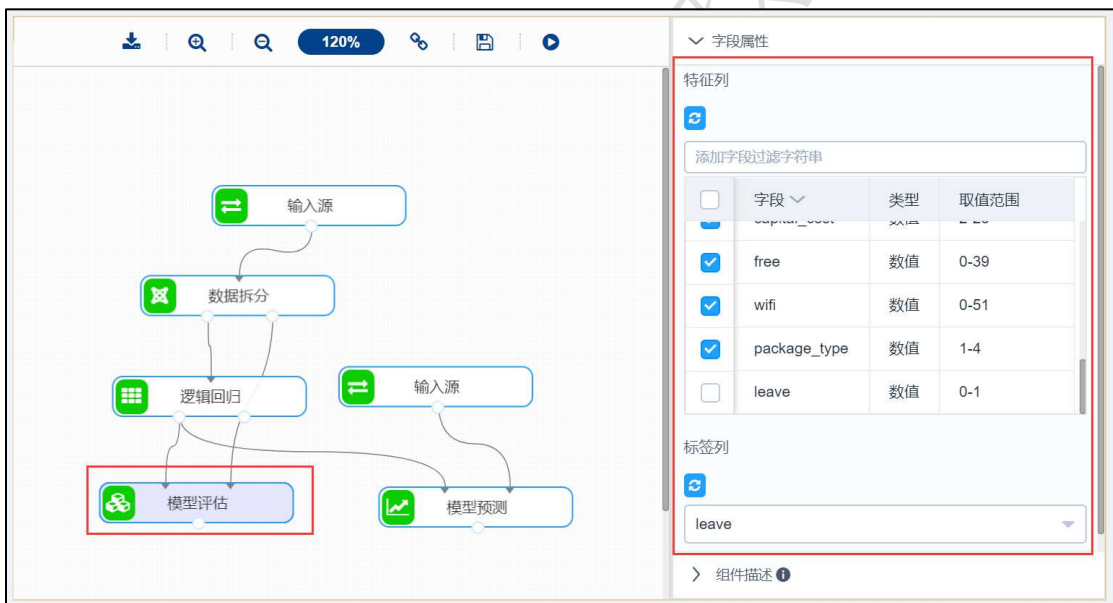 120%
输入源
数据拆分
逻辑回归
输入源
模型评估
模型预测
字段属性
特征列
添加字段过滤字符串
字段 类型 取值范围
free 数值 0-39
wifi 数值 0-51
package_type 数值 1-4
leave 数值 0-1
标签列
leave
组件描述